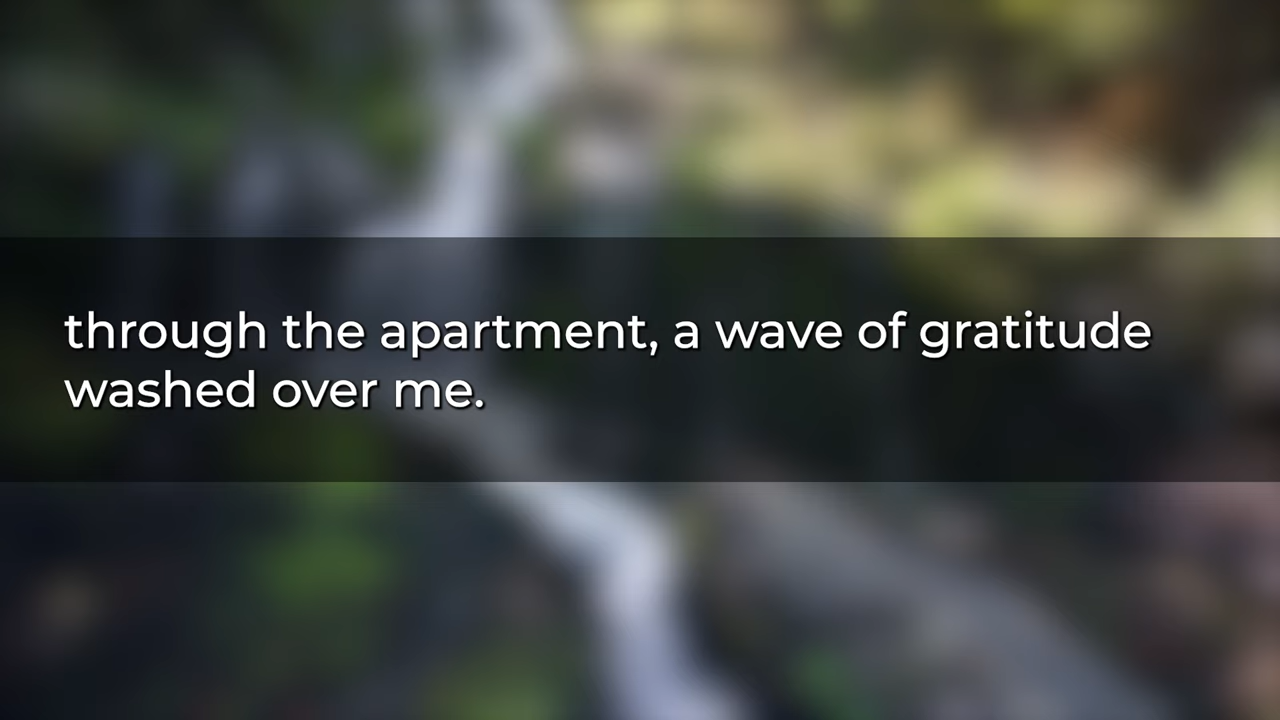 through the apartment, a wave of gratitude
washed over me.